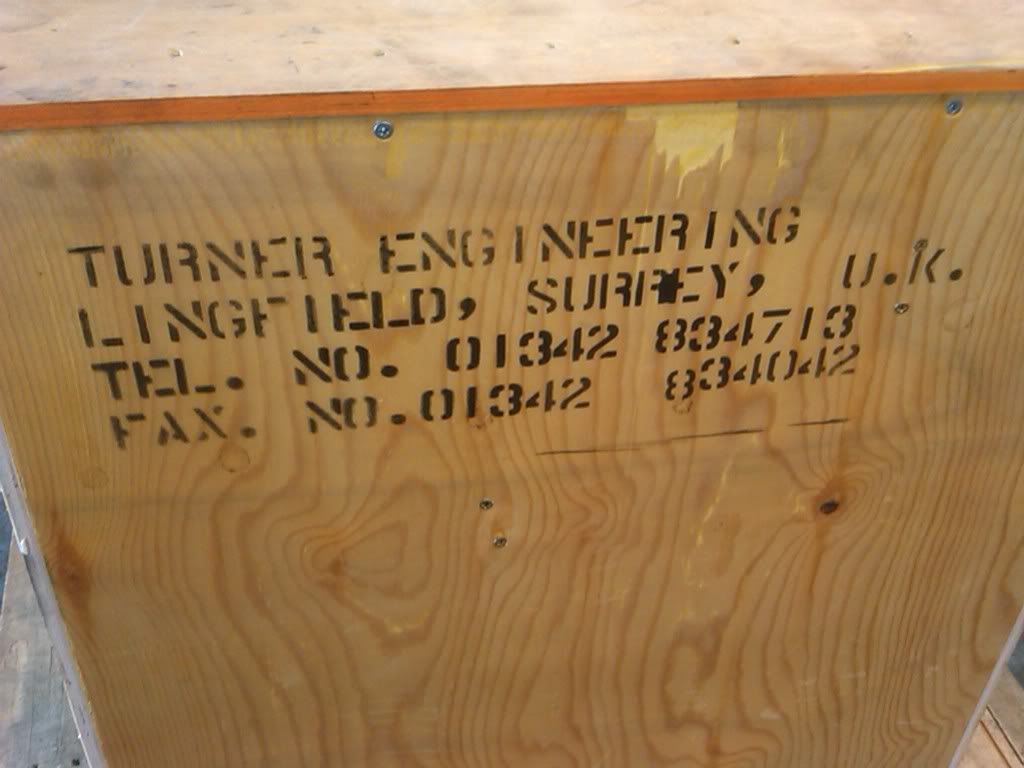 TURNER ENGINEERING
LINGFIELD, SURREY, U.K.
TEL. NO. 01342 834713
FAX. NO. 01342 834042